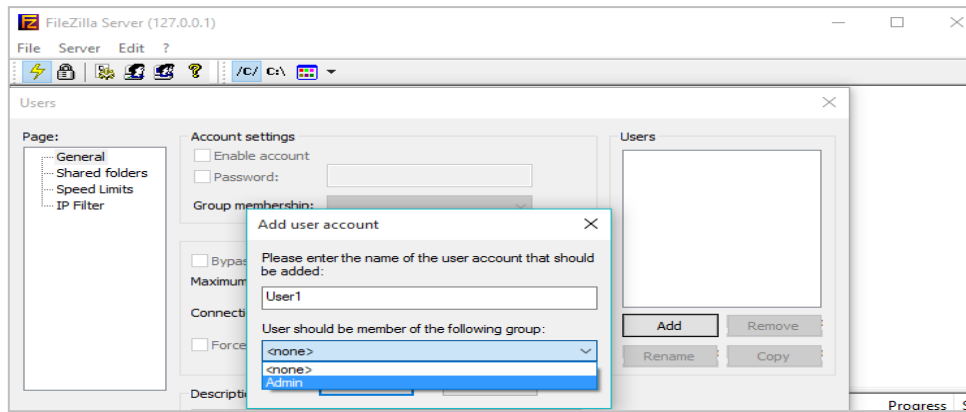 FileZilla Server (127.0.0.1)
File Server Edit ?
/C/ C:\
Users
Page:
General
Shared folders
Speed Limits
IP Filter
Account settings
Enable account
Password:
Group membership:
Maximum
Add user account
Please enter the name of the user account that should
be added:
User1
User should be member of the following group:
<none>
<none>
Admin
Force
Users
Add Remove
Rename Copy
Progress